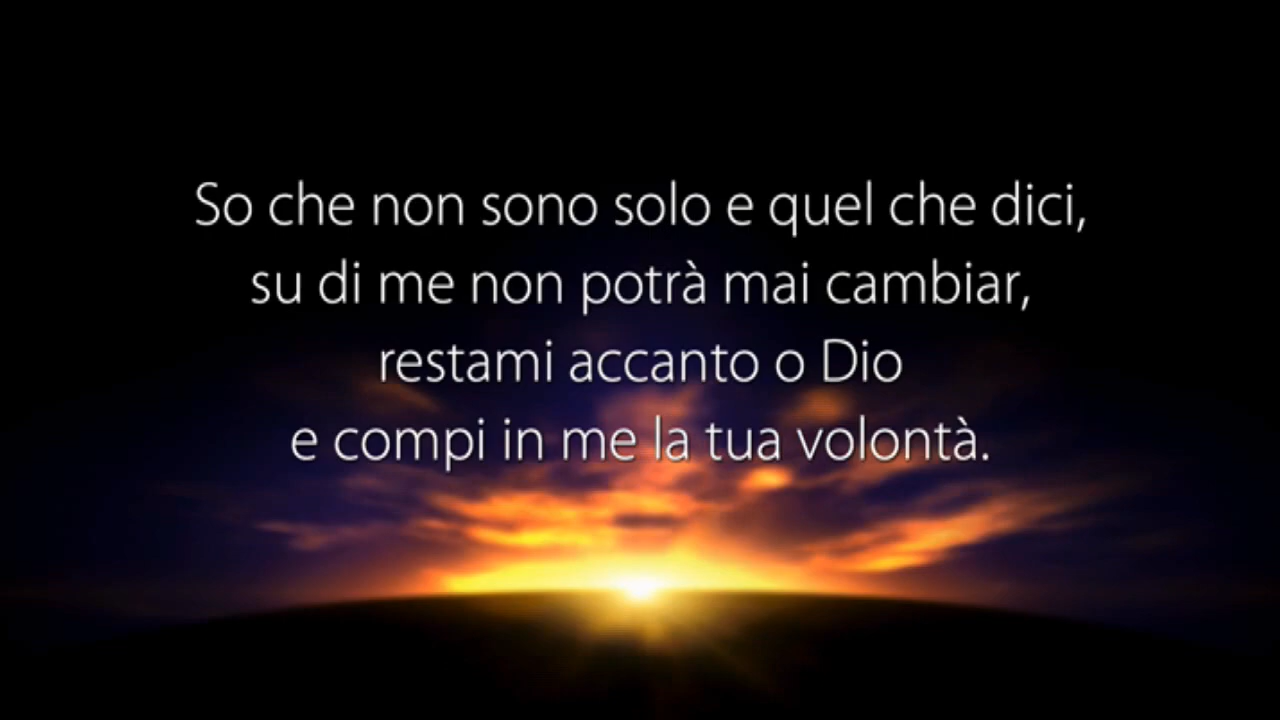 So che non sono solo e quel che dici,
su di me non potrà mai cambiar,
restami accanto o Dio
e compi in me la tua volontà.